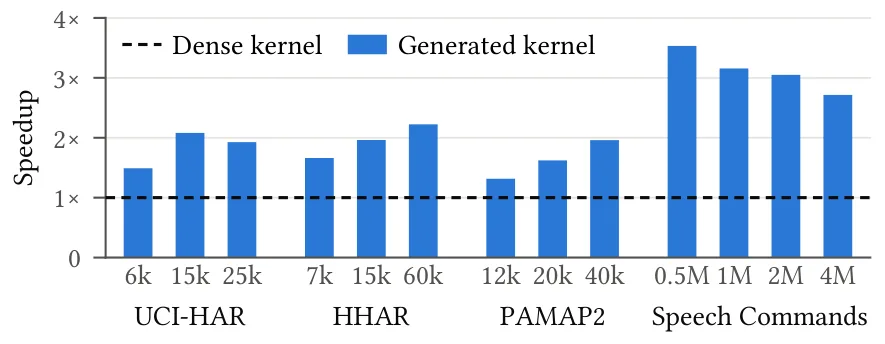 4×
Dense kernel Generated kernel
3×
Speedup
2×
1×
0
6k 15k 25k 7k 15k 60k 12k 20k 40k 0.5M 1M 2M 4M
UCI-HAR HHAR PAMAP2 Speech Commands